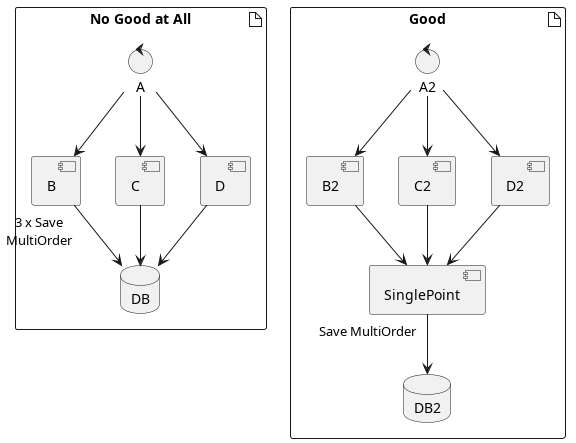 No Good at All
A
B
C
D
3 x Save
MultiOrder
DB
Good
A2
B2
C2
D2
SinglePoint
Save MultiOrder
DB2